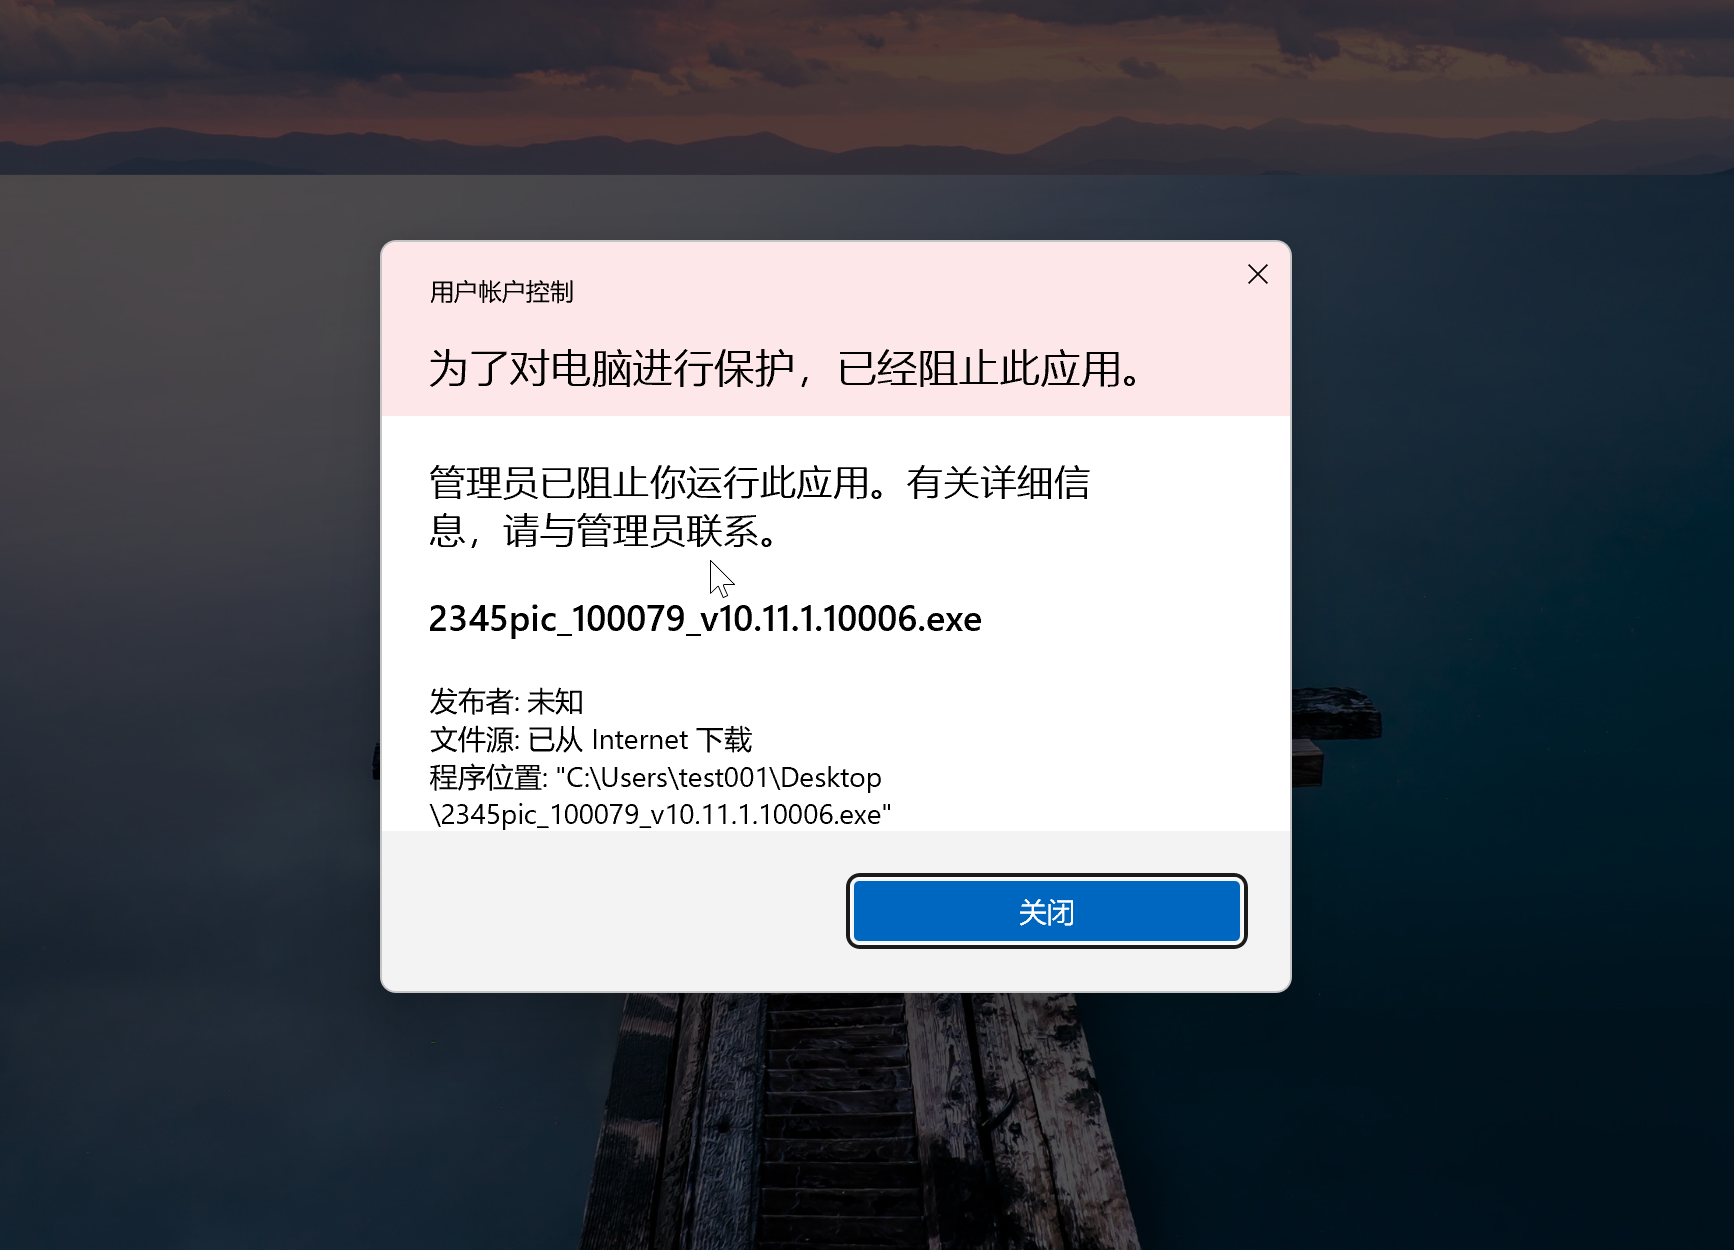 用户帐户控制
为了对电脑进行保护，已经阻止此应用。
管理员已阻止你运行此应用。有关详细信
息，请与管理员联系。
2345pic_100079_v10.11.1.10006.exe
发布者: 未知
文件源: 已从 Internet 下载
程序位置: "C:\Users\test001\Desktop
\2345pic_100079_v10.11.1.10006.exe"
关闭